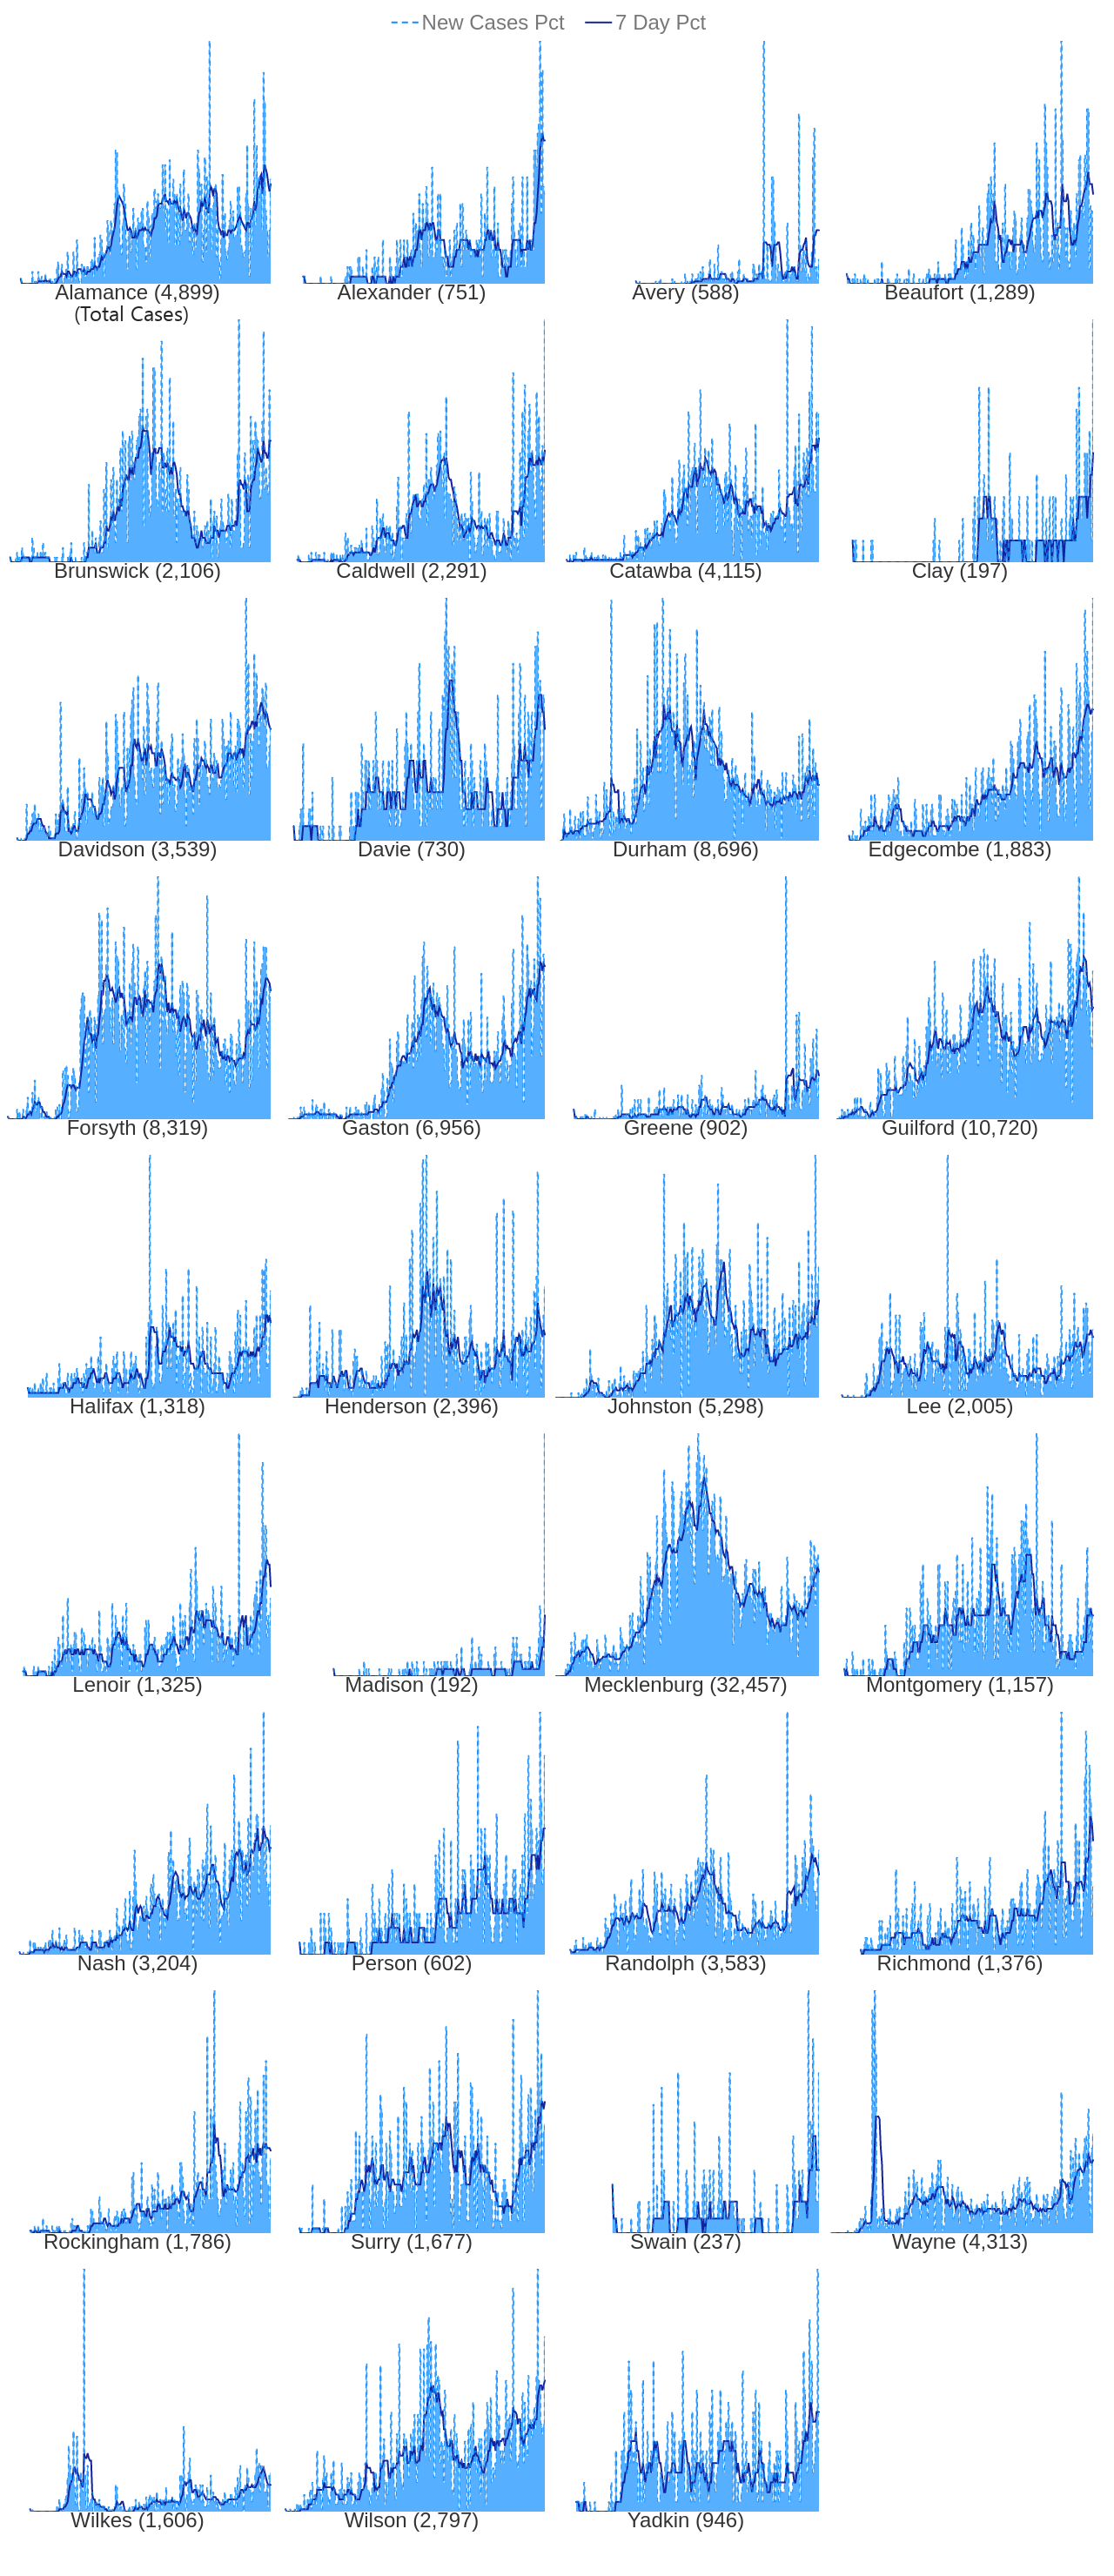 New Cases Pct 7 Day Pct
Alamance (4,899) Alexander (751) Avery (588) Beaufort (1,289)
(Total Cases)
Brunswick (2,106) Caldwell (2,291) Catawba (4,115) Clay (197)
Davidson (3,539) Davie (730) Durham (8,696) Edgecombe (1,883)
Forsyth (8,319) Gaston (6,956) Greene (902) Guilford (10,720)
Halifax (1,318) Henderson (2,396) Johnston (5,298) Lee (2,005)
Lenoir (1,325) Madison (192) Mecklenburg (32,457) Montgomery (1,157)
Nash (3,204) Person (602) Randolph (3,583) Richmond (1,376)
Rockingham (1,786) Surry (1,677) Swain (237) Wayne (4,313)
Wilkes (1,606) Wilson (2,797) Yadkin (946)